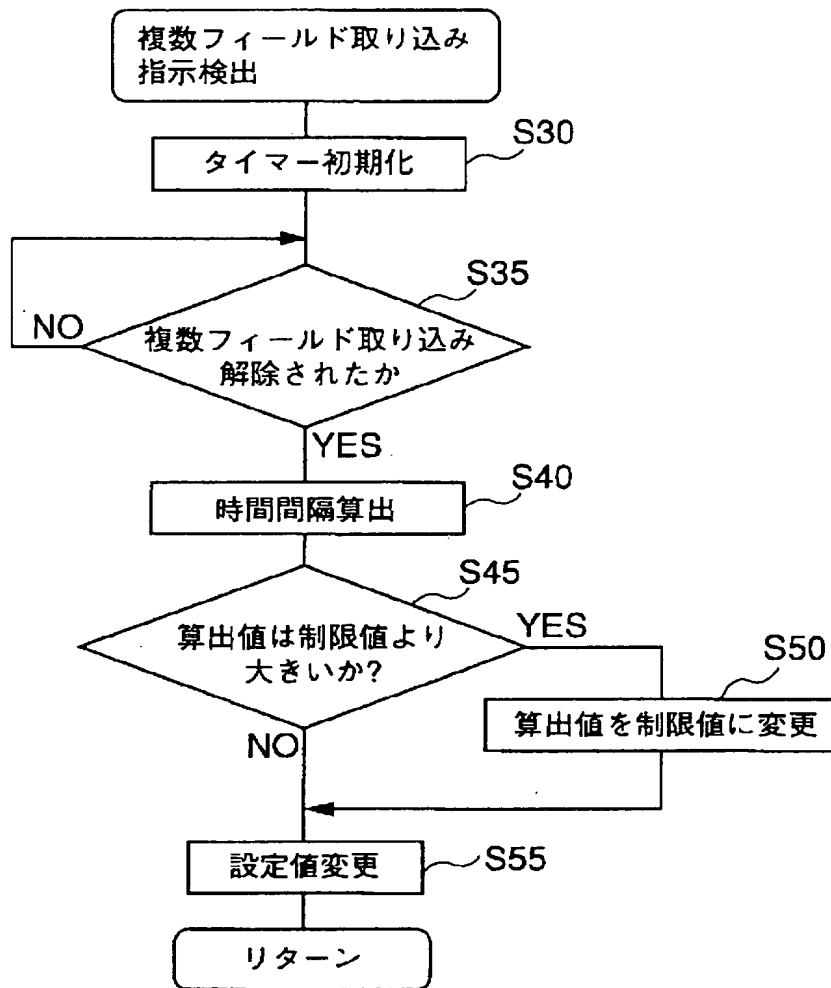 複数フィールド取り込み
指示検出
S30
タイマー初期化
S35
NO
複数フィールド取り込み
解除されたか
YES
S40
時間間隔算出
S45
算出値は制限値より
大きいか?
YES
S50
算出値を制限値に変更
NO
設定値変更
S55
リターン